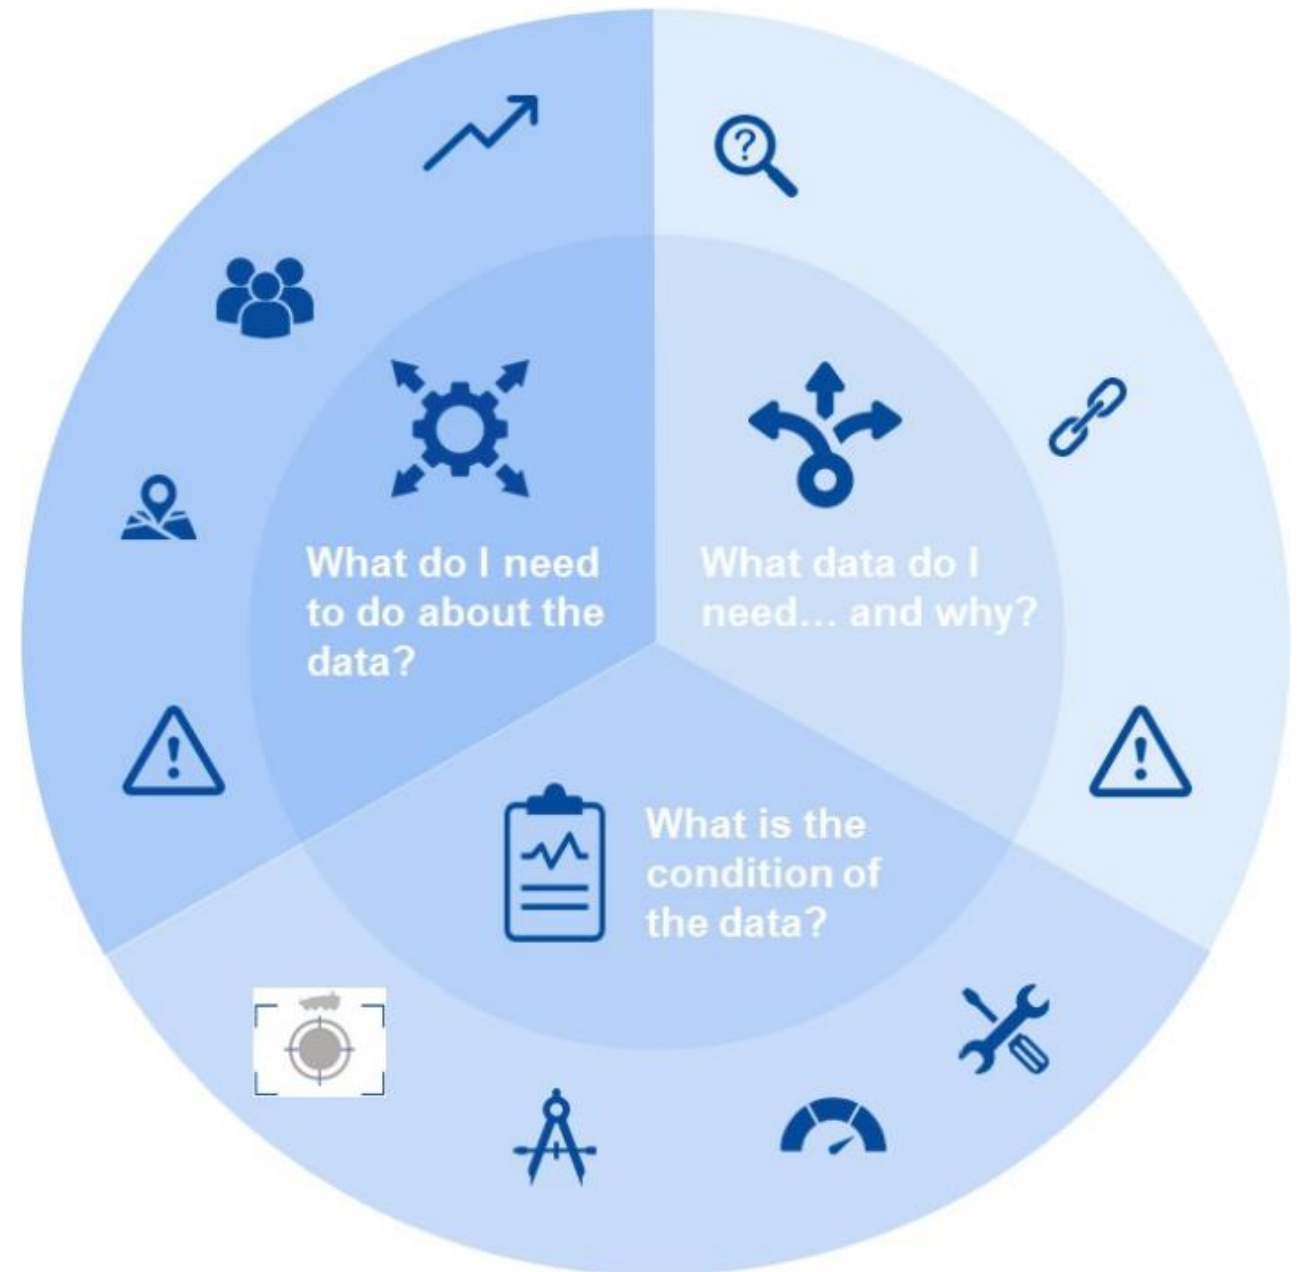 What do I need
to do about the
data?
What data do I
need... and why?
What is the
condition of
the data?